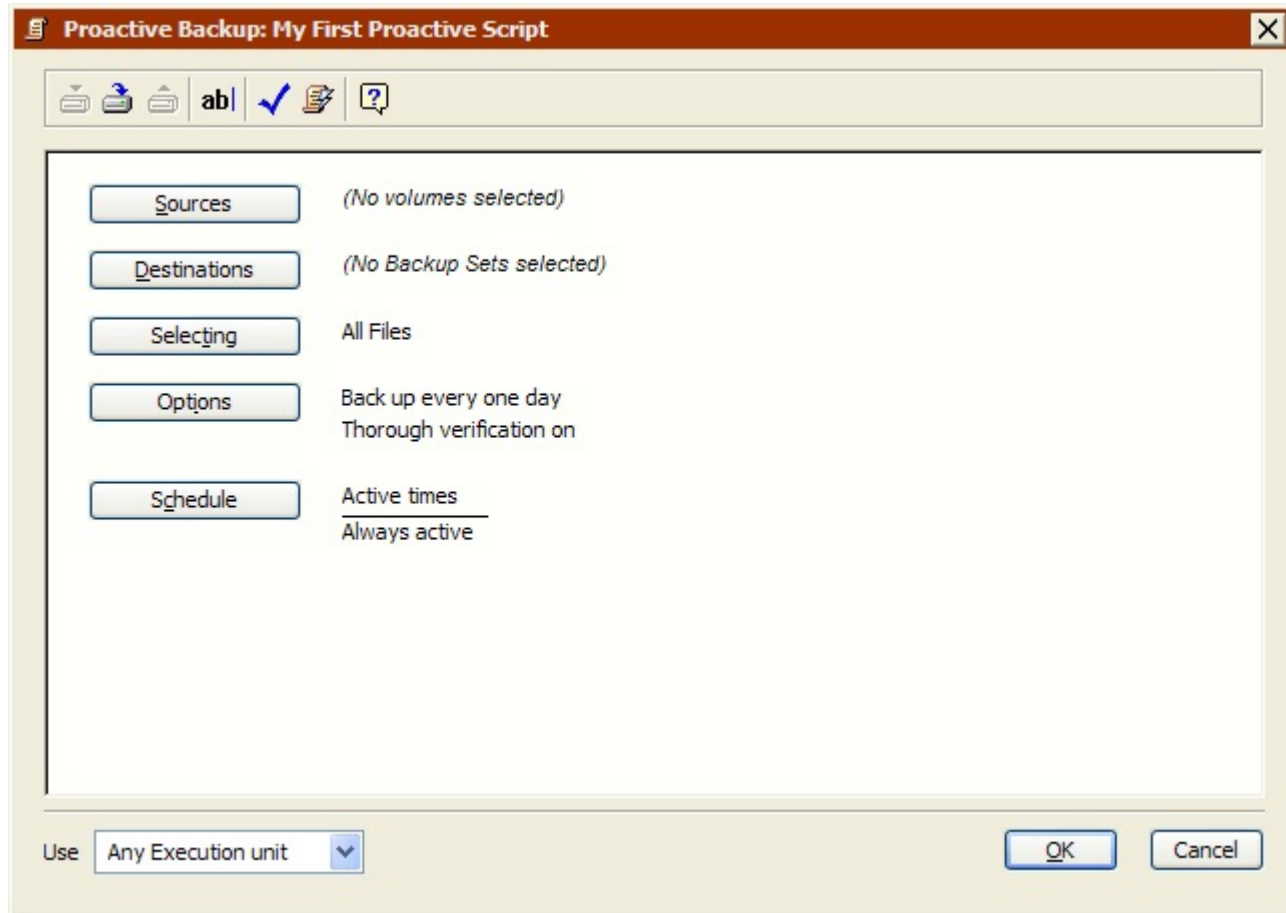 Proactive Backup: My First Proactive Script
ab|
Sources (No volumes selected)
Destinations (No Backup Sets selected)
Selecting All Files
Options Back up every one day
Thorough verification on
Schedule Active times
Always active
Use Any Execution unit OK Cancel